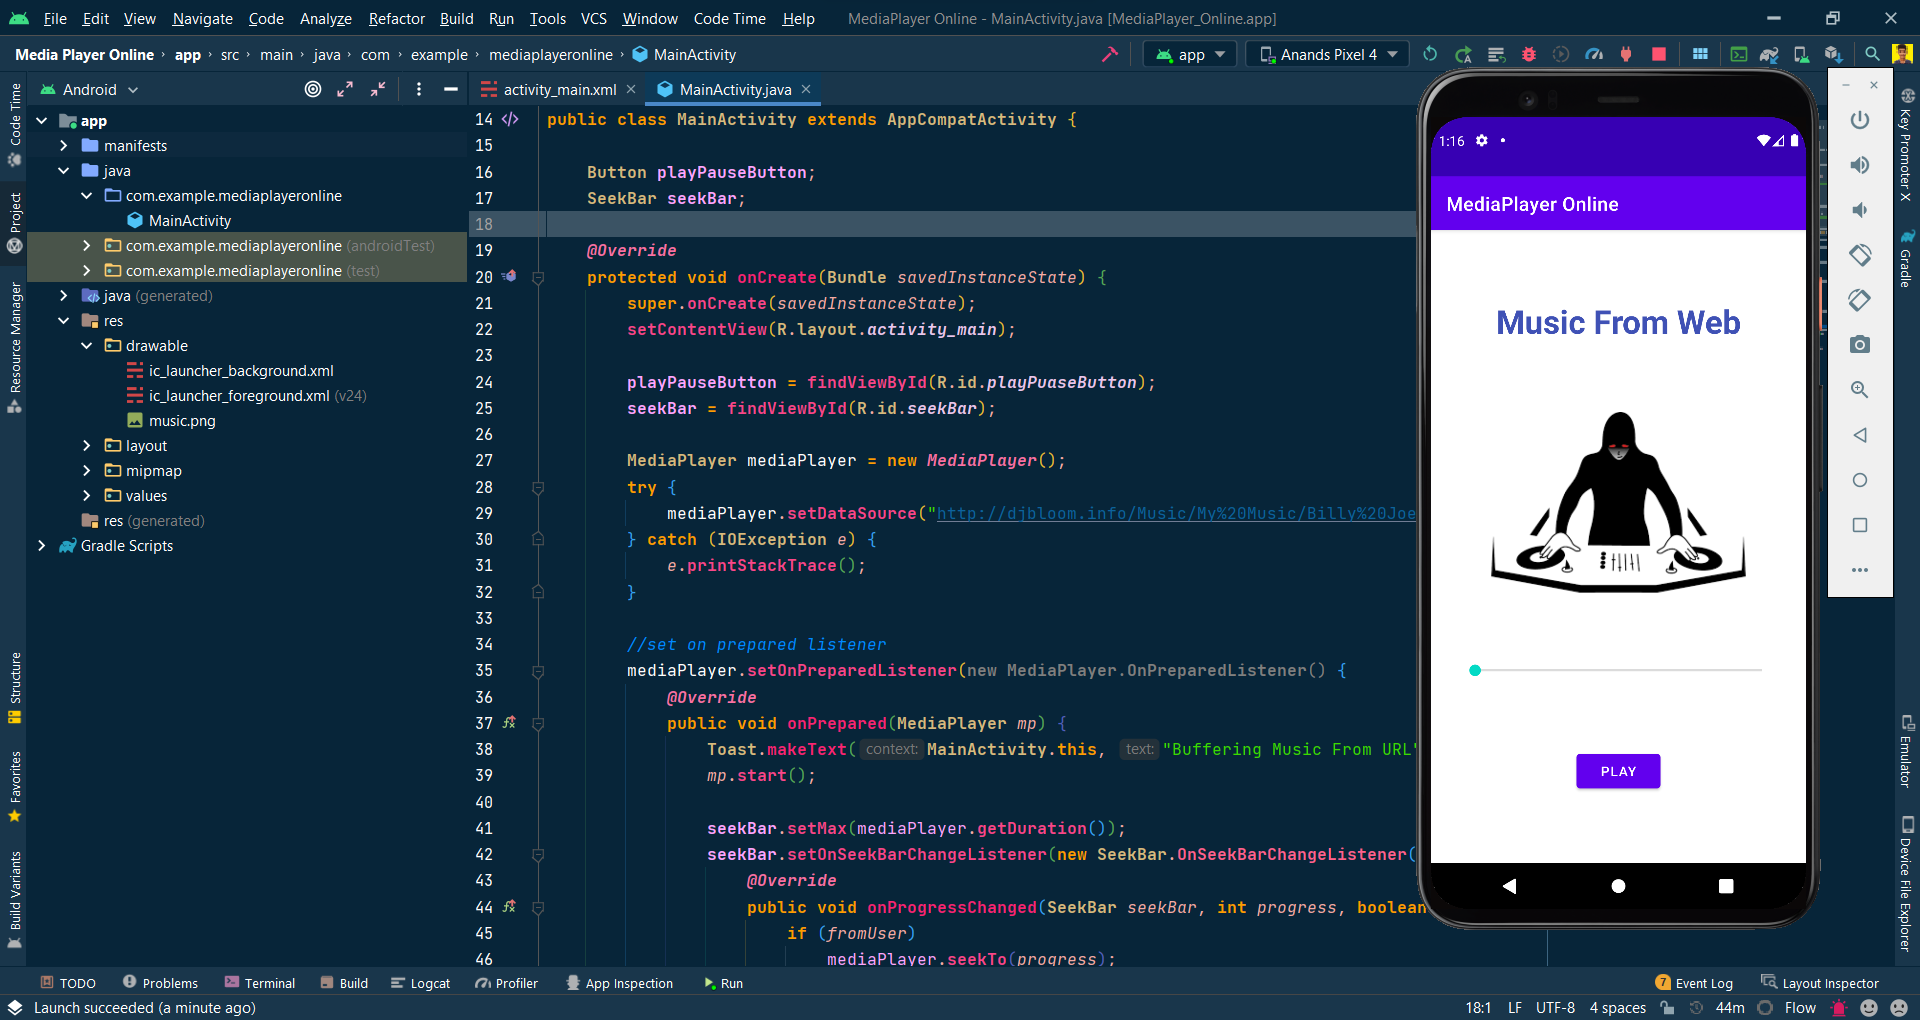 File Edit View Navigate Code Analyze Refactor Build Run Tools VCS Window Code Time Help MediaPlayer Online - MainActivity.java [MediaPlayer_Online.app]
Media Player Online app src main java com example mediaplayeronline MainActivity app Anands Pixel 4
Android activity_main.xml MainActivity.java
app
manifests
java
com.example.mediaplayeronline
MainActivity
com.example.mediaplayeronline (androidTest)
com.example.mediaplayeronline (test)
java (generated)
res
drawable
ic_launcher_background.xml
ic_launcher_foreground.xml (v24)
music.png
layout
mipmap
values
res (generated)
Gradle Scripts
Code Time
Project
Resource Manager
Structure
Favorites
Build Variants
14 public class MainActivity extends AppCompatActivity {
15
16 Button playPauseButton;
17 SeekBar seekBar;
18
19 @Override
20 protected void onCreate(Bundle savedInstanceState) {
21 super.onCreate(savedInstanceState);
22 setContentView(R.layout.activity_main);
23
24 playPauseButton = findViewById(R.id.playPuaseButton);
25 seekBar = findViewById(R.id.seekBar);
26
27 MediaPlayer mediaPlayer = new MediaPlayer();
28 try {
29 mediaPlayer.setDataSource("http://djbloom.info/Music/My%20Music/Billy%20Joe
30 } catch (IOException e) {
31 e.printStackTrace();
32 }
33
34 //set on prepared listener
35 mediaPlayer.setOnPreparedListener(new MediaPlayer.OnPreparedListener() {
36 @Override
37 public void onPrepared(MediaPlayer mp) {
38 Toast.makeText( context: MainActivity.this, text: "Buffering Music From URL"
39 mp.start();
40
41 seekBar.setMax(mediaPlayer.getDuration());
42 seekBar.setOnSeekBarChangeListener(new SeekBar.OnSeekBarChangeListener(
43 @Override
44 public void onProgressChanged(SeekBar seekBar, int progress, boolean
45 if (fromUser)
46 mediaPlayer.seekTo(progress);
1:16
MediaPlayer Online
Music From Web
PLAY
Key Promoter X
Gradle
Emulator
Device File Explorer
TODO Problems Terminal Build Logcat Profiler App Inspection Run 7 Event Log Layout Inspector
Launch succeeded (a minute ago) 18:1 LF UTF-8 4 spaces 44m Flow